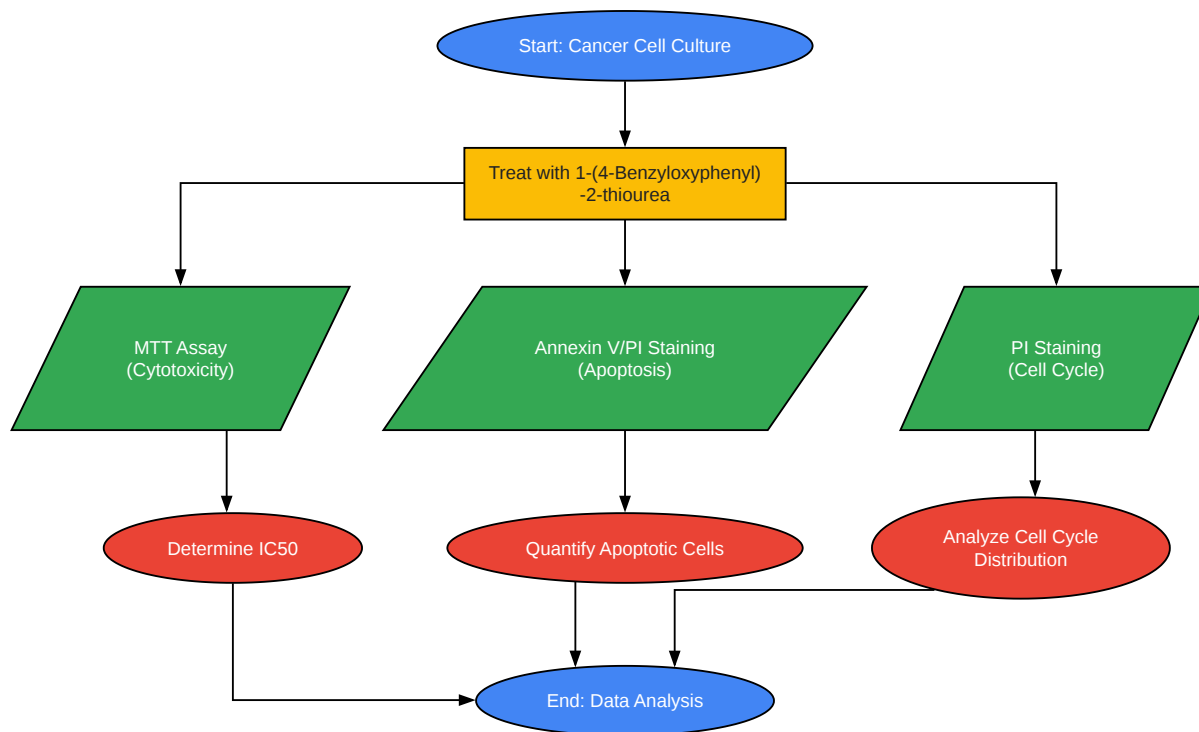 Start: Cancer Cell Culture
Treat with 1-(4-Benzyloxyphenyl)
-2-thiourea
MTT Assay
(Cytotoxicity)
Annexin V/PI Staining
(Apoptosis)
PI Staining
(Cell Cycle)
Determine IC50
Quantify Apoptotic Cells
Analyze Cell Cycle
Distribution
End: Data Analysis